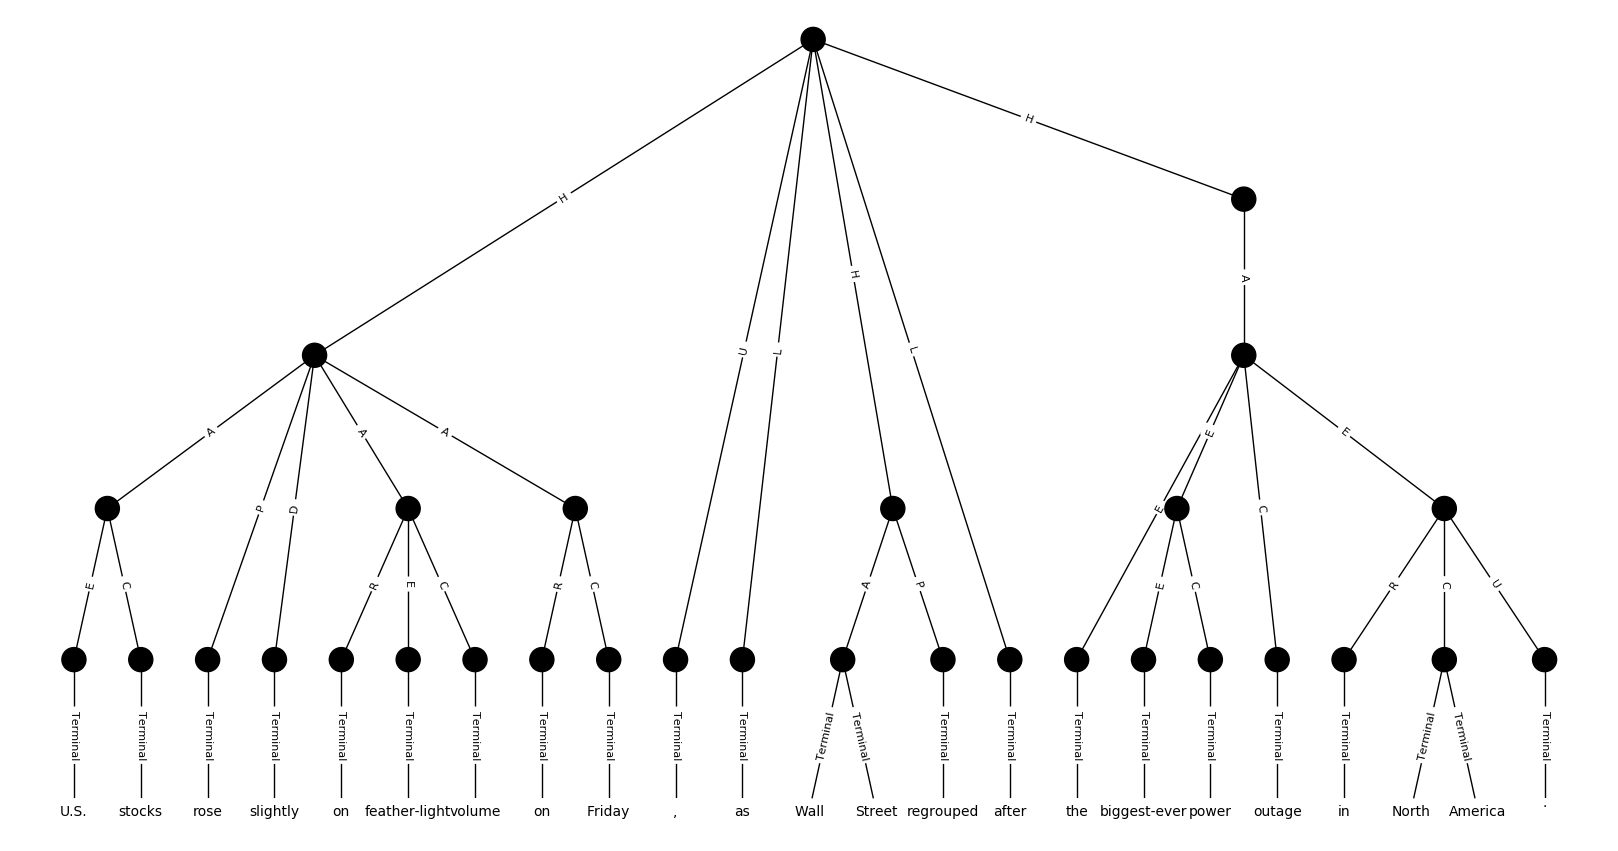 H
H
A
H
U
L
L
A
A
A
E
E
P
D
E
C
E
C
R
E
C
R
C
A
P
E
C
R
C
U
Terminal Terminal Terminal Terminal Terminal Terminal Terminal Terminal Terminal Terminal Terminal Terminal Terminal Terminal Terminal Terminal Terminal Terminal Terminal Terminal Terminal Terminal Terminal
U.S. stocks rose slightly on feather-light volume on Friday , as Wall Street regrouped after the biggest-ever power outage in North America .